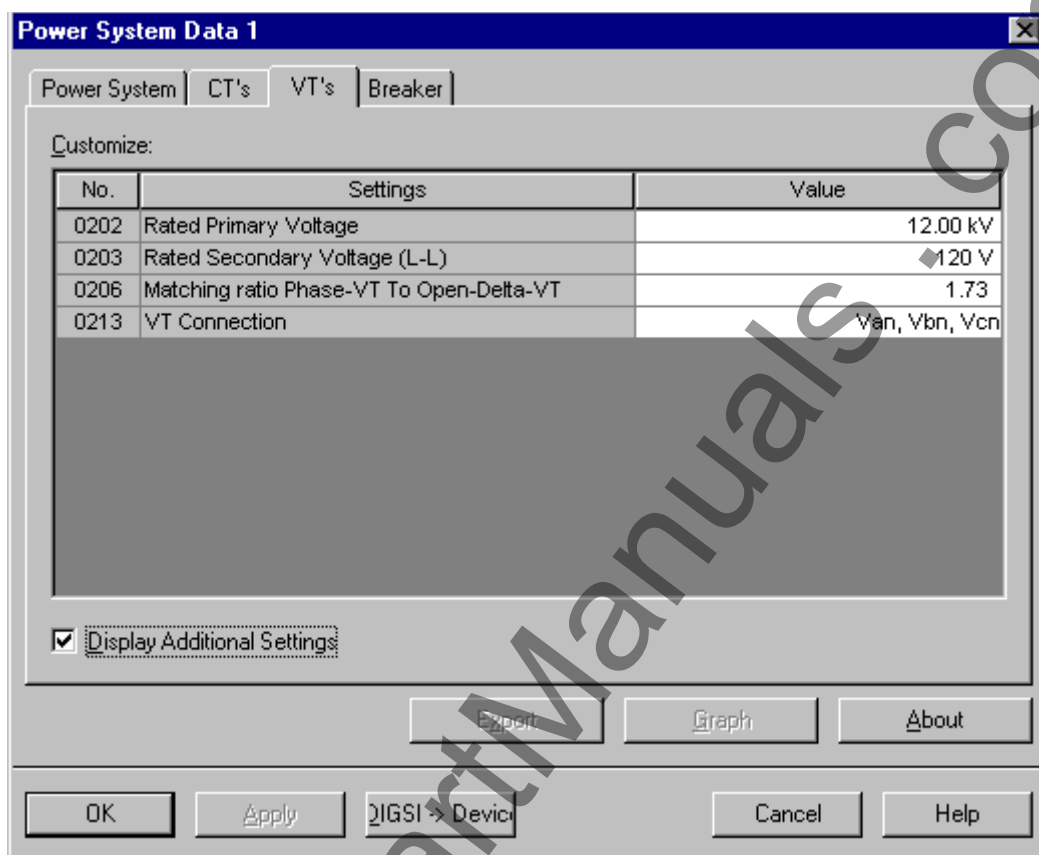 Power System Data 1
Power System CT's VT's Breaker
Customize:
No. Settings Value
0202 Rated Primary Voltage 12.00 kV
0203 Rated Secondary Voltage (L-L) 120 V
0206 Matching ratio Phase-VT To Open-Delta-VT 1.73
0213 VT Connection Van, Vbn, Vcn
Display Additional Settings
Export Graph About
OK Apply DIGSI -> Device Cancel Help